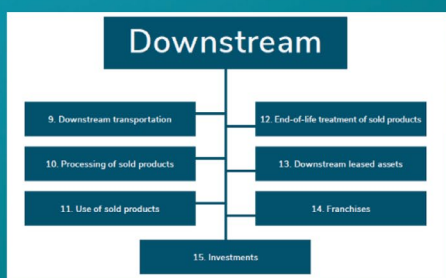 Downstream
9. Downstream transportation
10. Processing of sold products
11. Use of sold products
12. End-of-life treatment of sold products
13. Downstream leased assets
14. Franchises
15. Investments